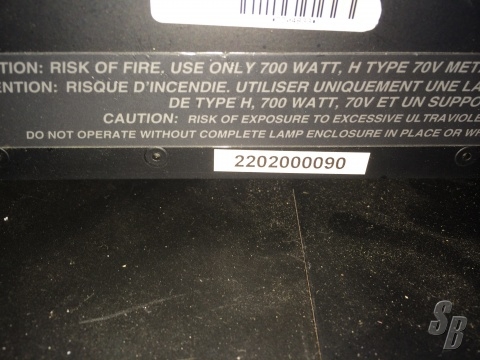 TION: RISK OF FIRE. USE ONLY 700 WATT, H TYPE 70V MET
ENTION: RISQUE D'INCENDIE. UTILISER UNIQUEMENT UNE LA
DE TYPE H, 700 WATT, 70V ET UN SUPPO
CAUTION: RISK OF EXPOSURE TO EXCESSIVE ULTRAVIOLE
DO NOT OPERATE WITHOUT COMPLETE LAMP ENCLOSURE IN PLACE OR WH
2202000090
SB